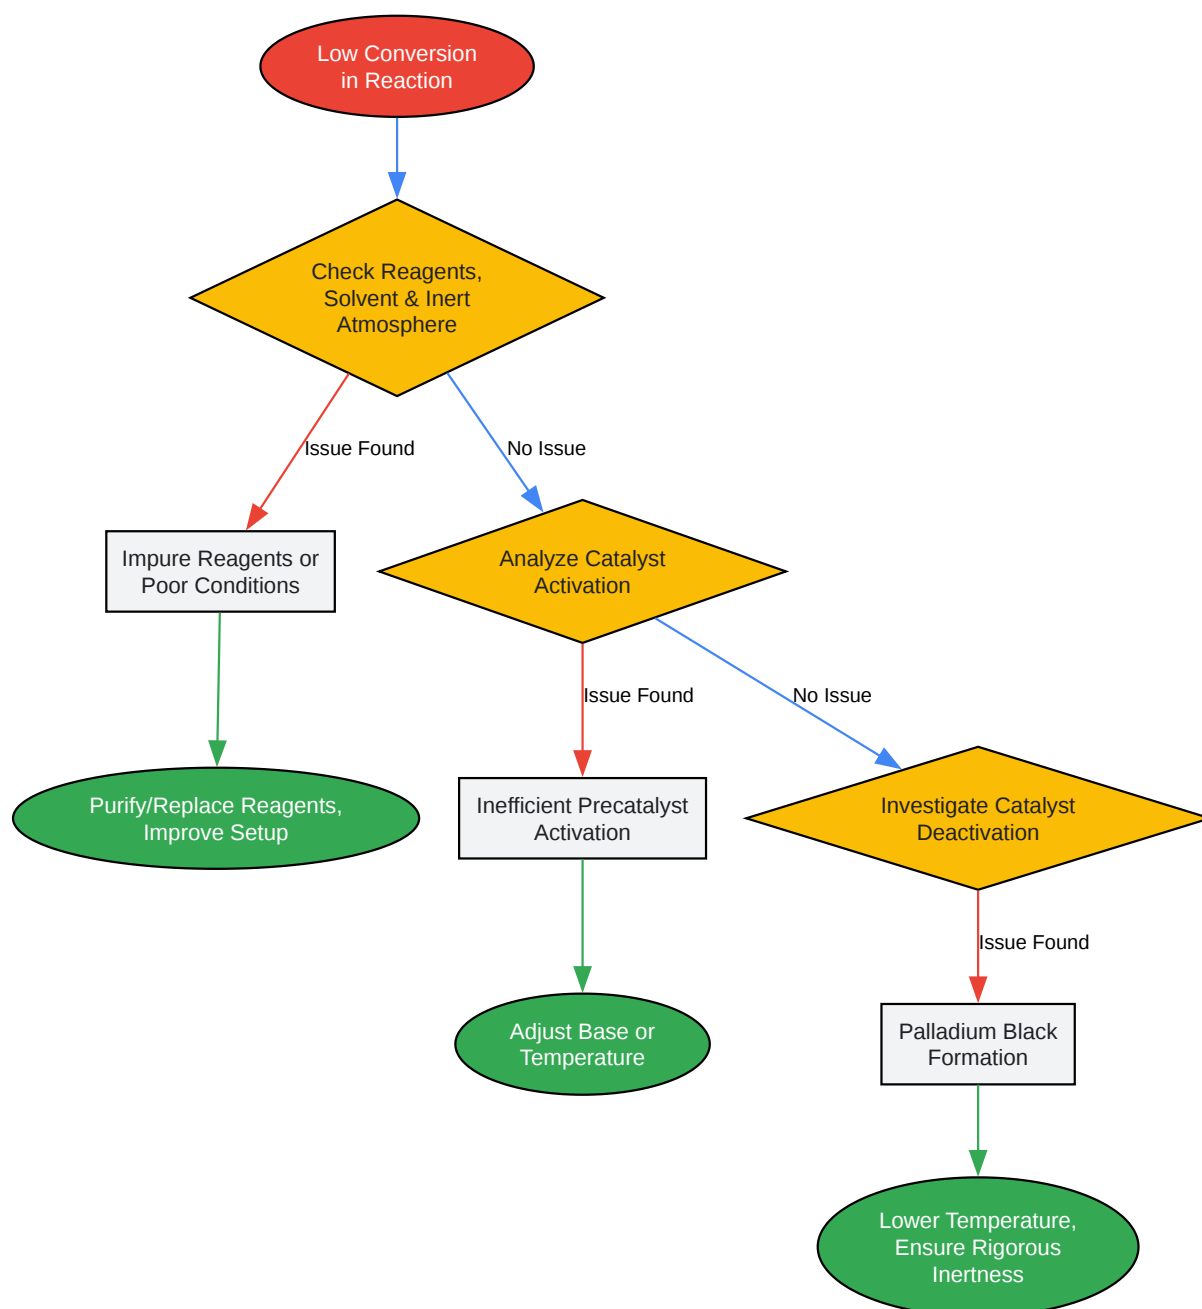 Low Conversion
in Reaction
Check Reagents,
Solvent & Inert
Atmosphere
Issue Found
No Issue
Impure Reagents or
Poor Conditions
Analyze Catalyst
Activation
Issue Found
No Issue
Purify/Replace Reagents,
Improve Setup
Inefficient Precatalyst
Activation
Investigate Catalyst
Deactivation
Issue Found
Adjust Base or
Temperature
Palladium Black
Formation
Lower Temperature,
Ensure Rigorous
Inertness